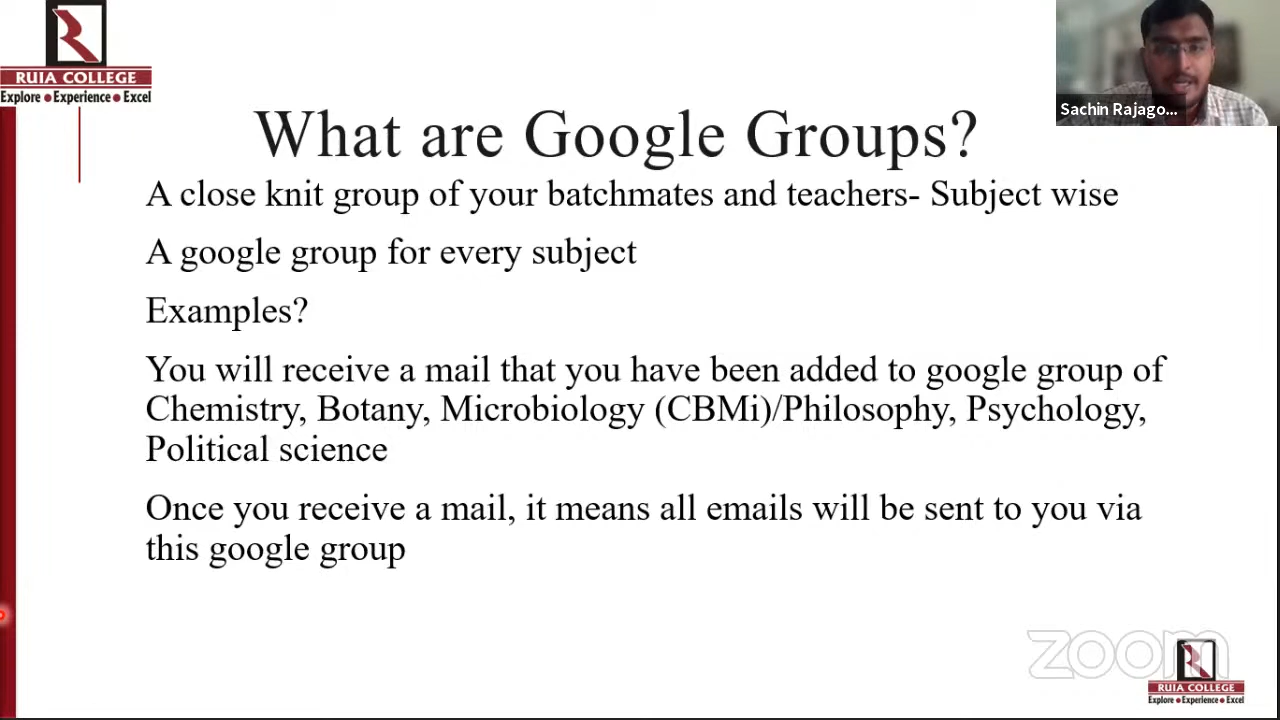 RUIA COLLEGE
Explore ● Experience ● Excel
Sachin Rajago...
What are Google Groups?
A close knit group of your batchmates and teachers- Subject wise
A google group for every subject
Examples?
You will receive a mail that you have been added to google group of
Chemistry, Botany, Microbiology (CBMi)/Philosophy, Psychology,
Political science
Once you receive a mail, it means all emails will be sent to you via
this google group
zoom
RUIA COLLEGE
Explore ● Experience ● Excel